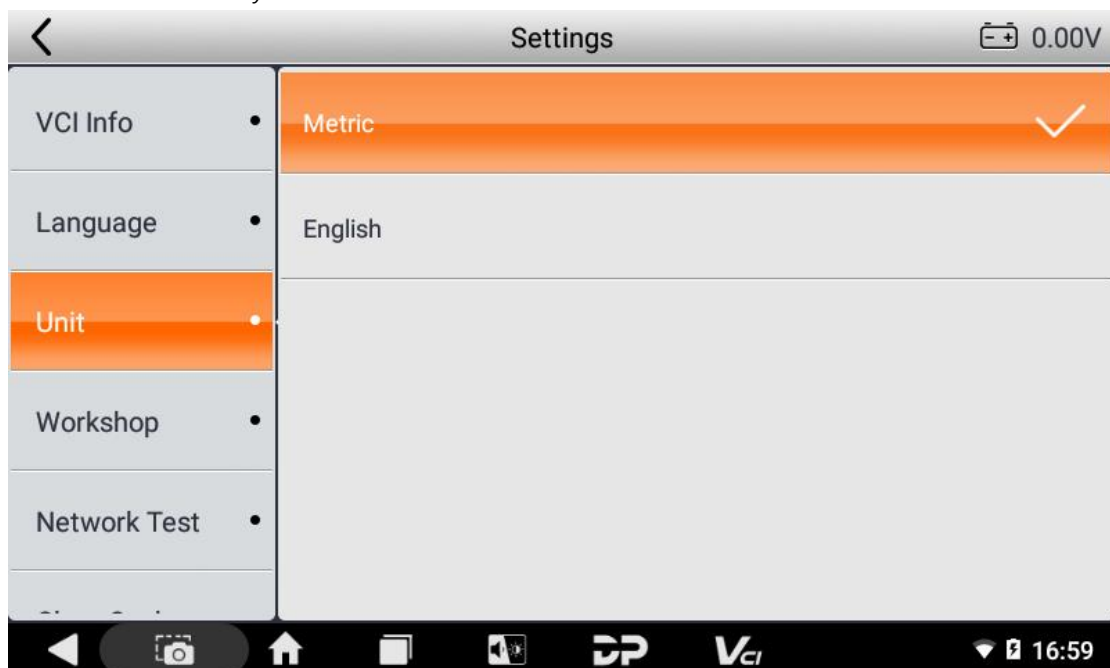 Settings
0.00V
VCI Info
Metric
Language
English
Unit
Workshop
Network Test
DP
VCI
16:59